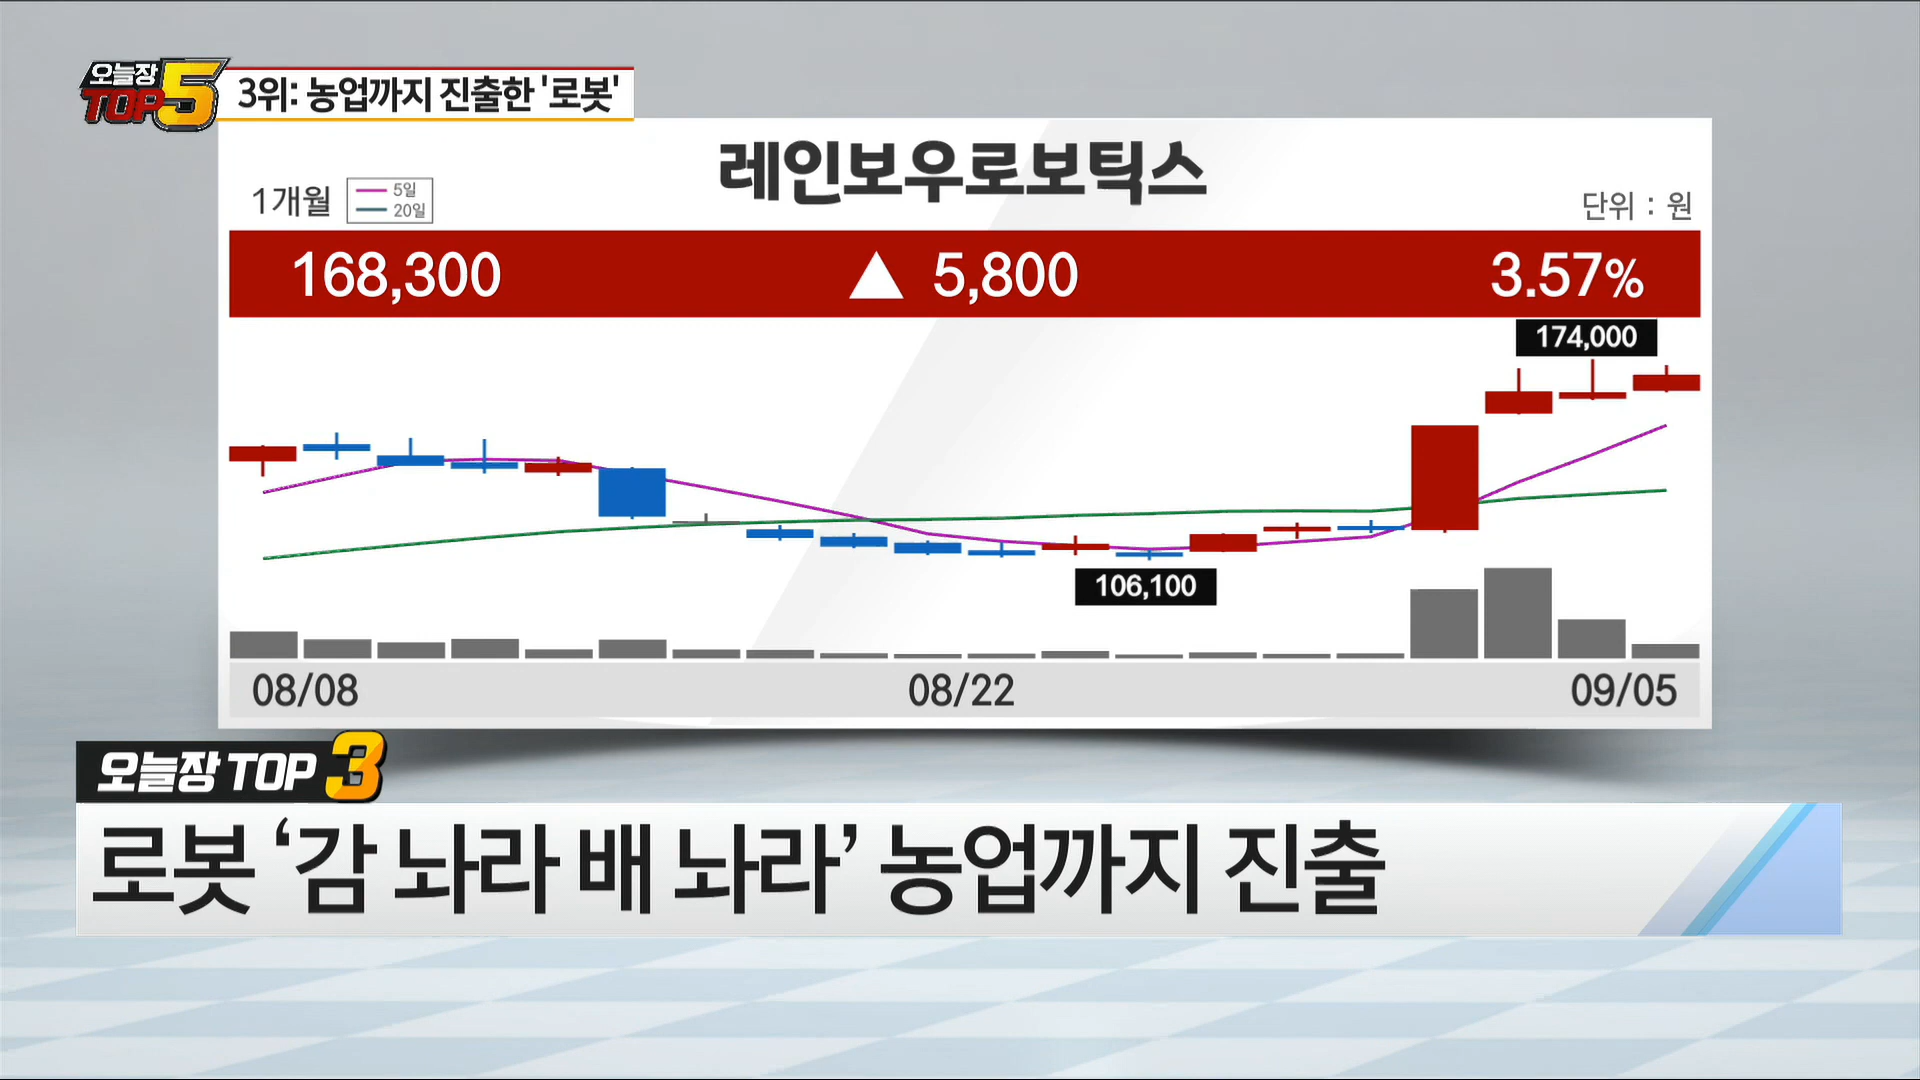 오늘장
TOP5
3위: 농업까지 진출한 '로봇'
레인보우로보틱스
1개월
5일
20일
단위 : 원
168,300 ▲ 5,800 3.57%
174,000
106,100
08/08 08/22 09/05
오늘장 TOP 3
로봇 ‘감 놔라 배 놔라’ 농업까지 진출